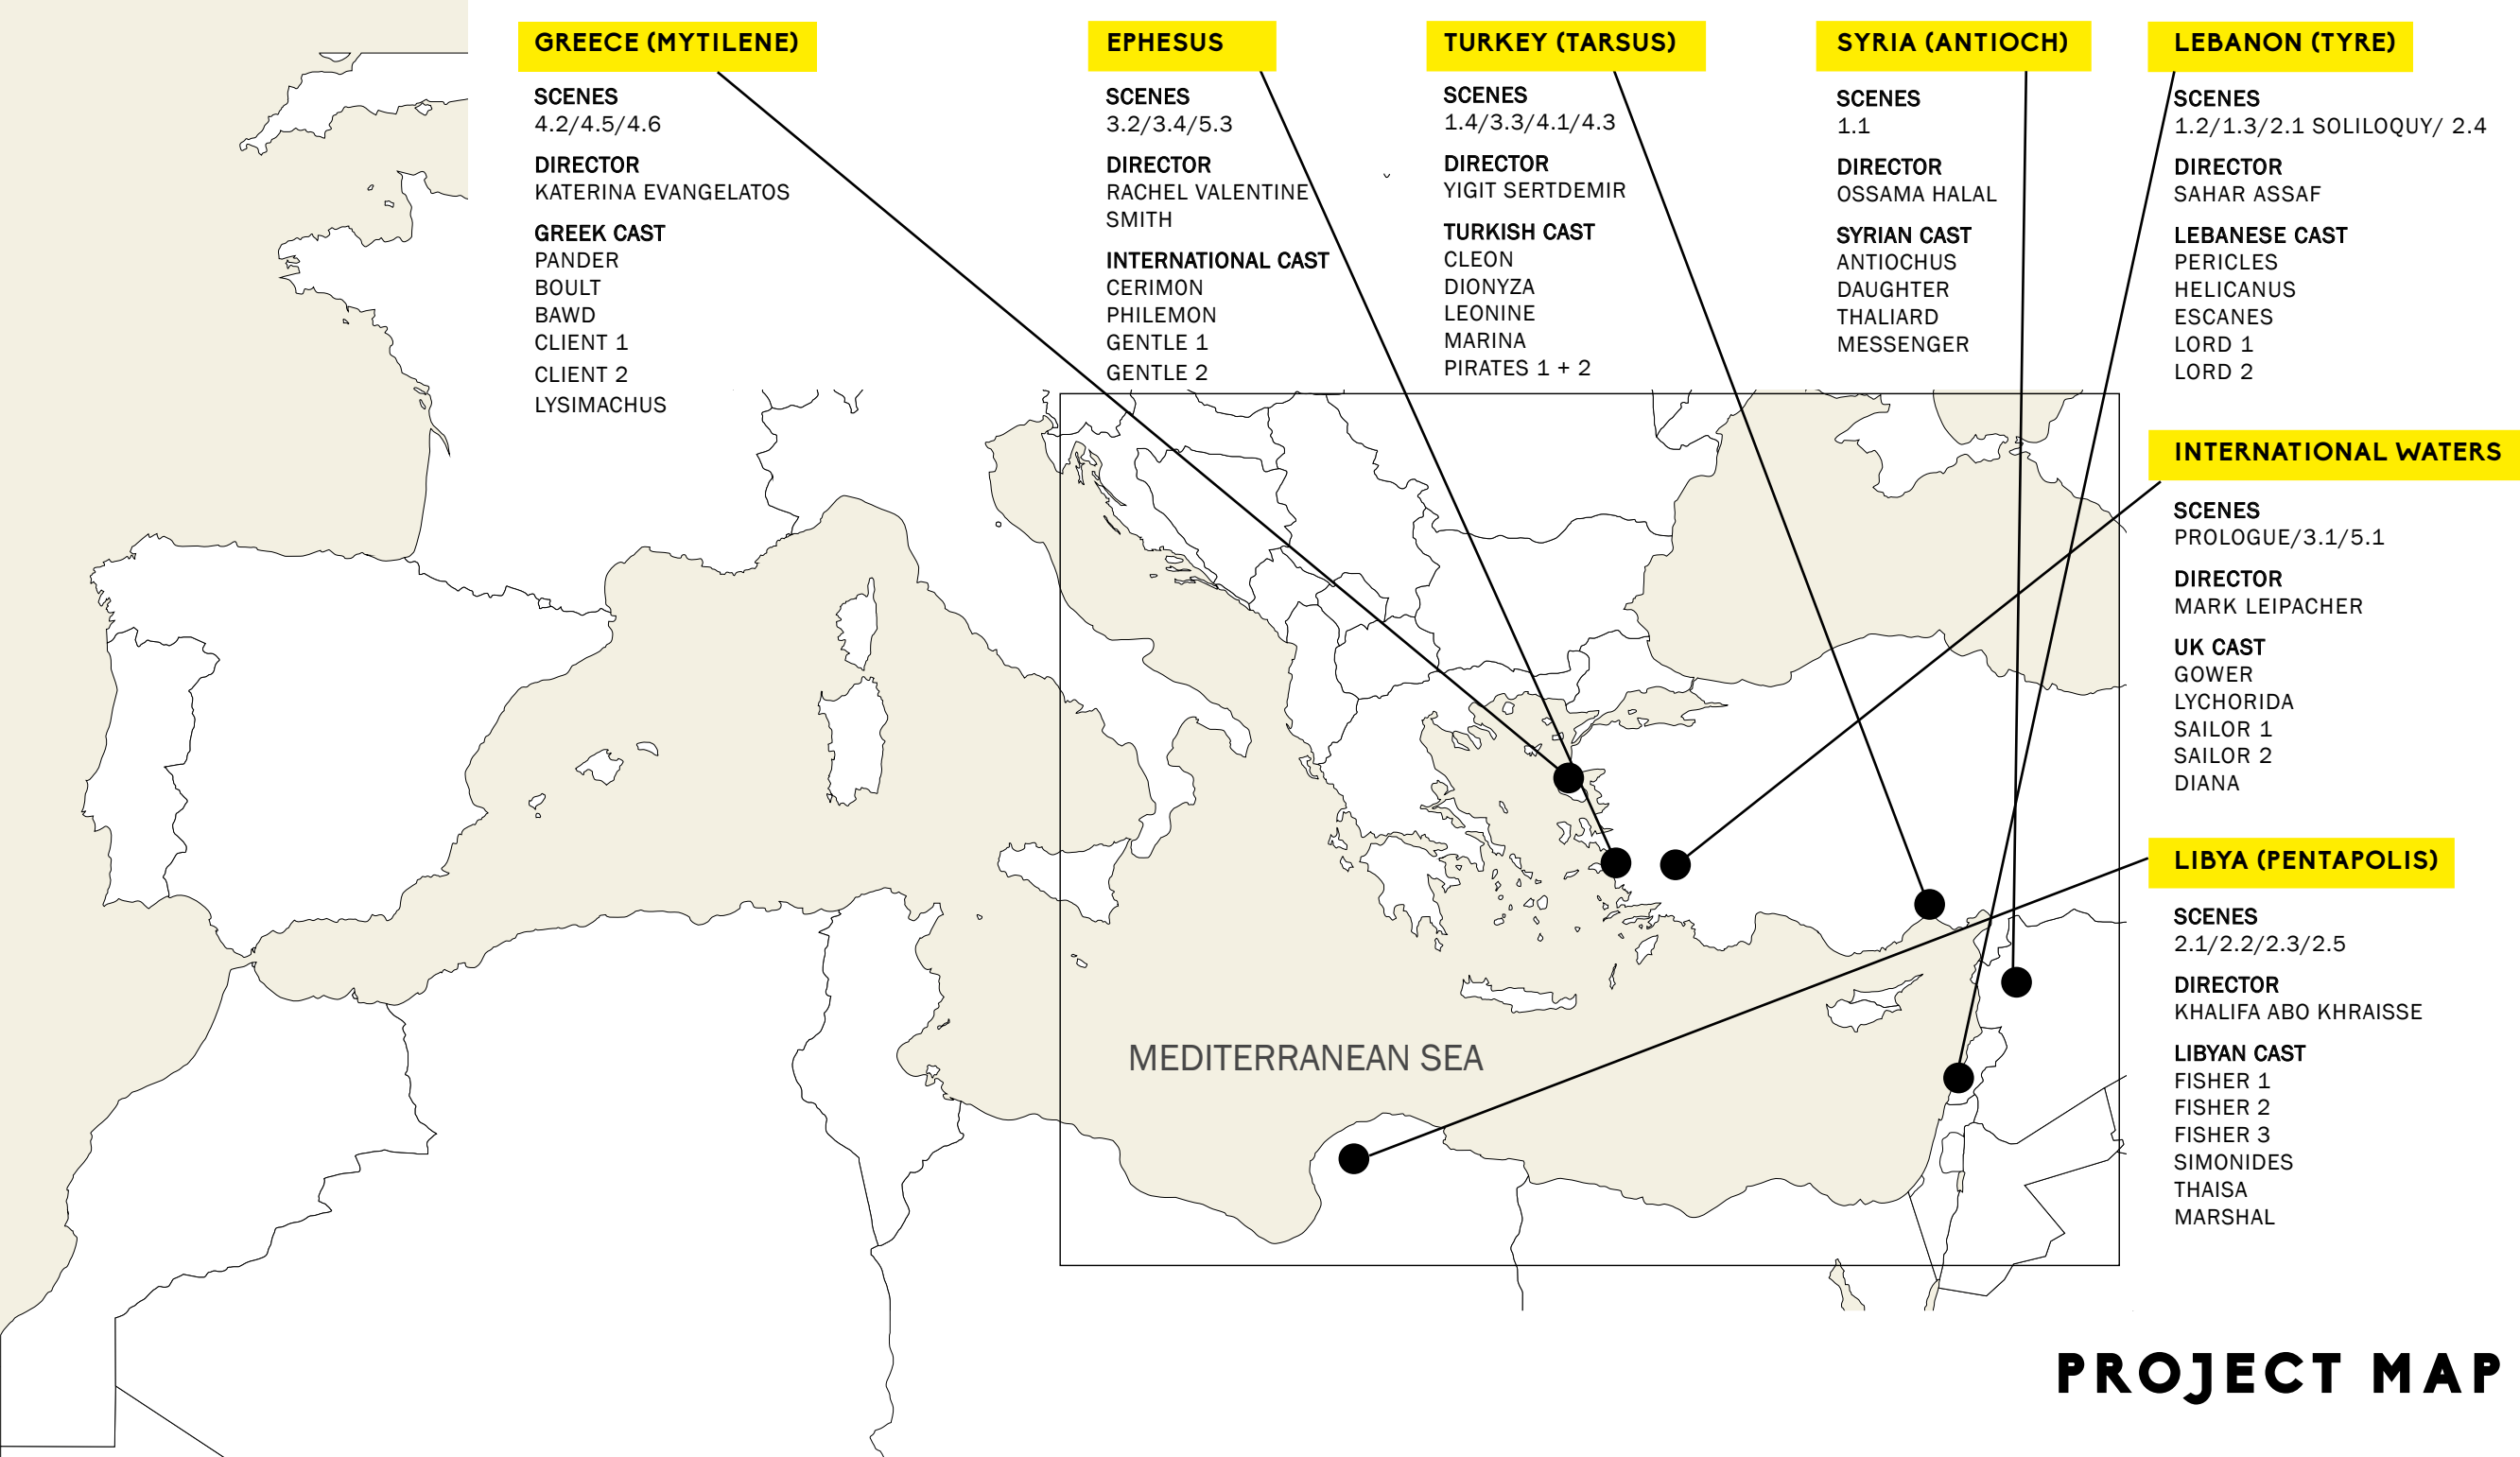 GREECE (MYTILENE)
SCENES
4.2/4.5/4.6
DIRECTOR
KATERINA EVANGELATOS
GREEK CAST
PANDER
BOULT
BAWD
CLIENT 1
CLIENT 2
LYSIMACHUS
EPHESUS
SCENES
3.2/3.4/5.3
DIRECTOR
RACHEL VALENTINE
SMITH
INTERNATIONAL CAST
CERIMON
PHILEMON
GENTLE 1
GENTLE 2
TURKEY (TARSUS)
SCENES
1.4/3.3/4.1/4.3
DIRECTOR
YIGIT SERTDEMIR
TURKISH CAST
CLEON
DIONYZA
LEONINE
MARINA
PIRATES 1 + 2
SYRIA (ANTIOCH)
SCENES
1.1
DIRECTOR
OSSAMA HALAL
SYRIAN CAST
ANTIOCHUS
DAUGHTER
THALIARD
MESSENGER
LEBANON (TYRE)
SCENES
1.2/1.3/2.1 SOLILOQUY/ 2.4
DIRECTOR
SAHAR ASSAF
LEBANESE CAST
PERICLES
HELICANUS
ESCANES
LORD 1
LORD 2
INTERNATIONAL WATERS
SCENES
PROLOGUE/3.1/5.1
DIRECTOR
MARK LEIPACHER
UK CAST
GOWER
LYCHORIDA
SAILOR 1
SAILOR 2
DIANA
LIBYA (PENTAPOLIS)
SCENES
2.1/2.2/2.3/2.5
DIRECTOR
KHALIFA ABO KHRAISSE
LIBYAN CAST
FISHER 1
FISHER 2
FISHER 3
SIMONIDES
THAISA
MARSHAL
MEDITERRANEAN SEA
PROJECT MAP